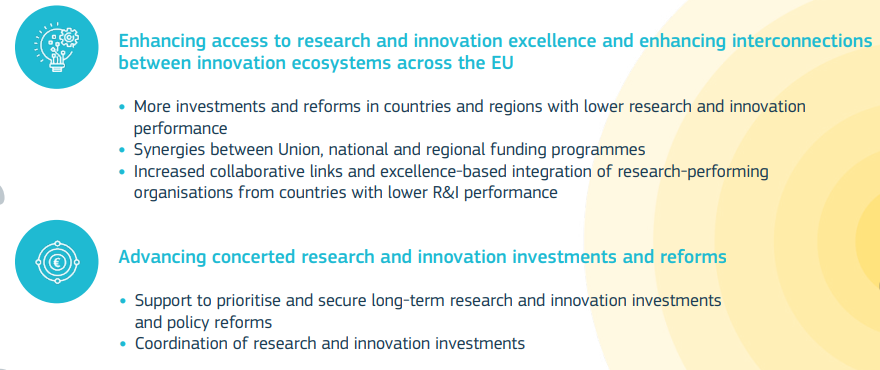 Enhancing access to research and innovation excellence and enhancing interconnections
between innovation ecosystems across the EU
• More investments and reforms in countries and regions with lower research and innovation
performance
• Synergies between Union, national and regional funding programmes
• Increased collaborative links and excellence-based integration of research-performing
organisations from countries with lower R&I performance
€
Advancing concerted research and innovation investments and reforms
• Support to prioritise and secure long-term research and innovation investments
and policy reforms
• Coordination of research and innovation investments